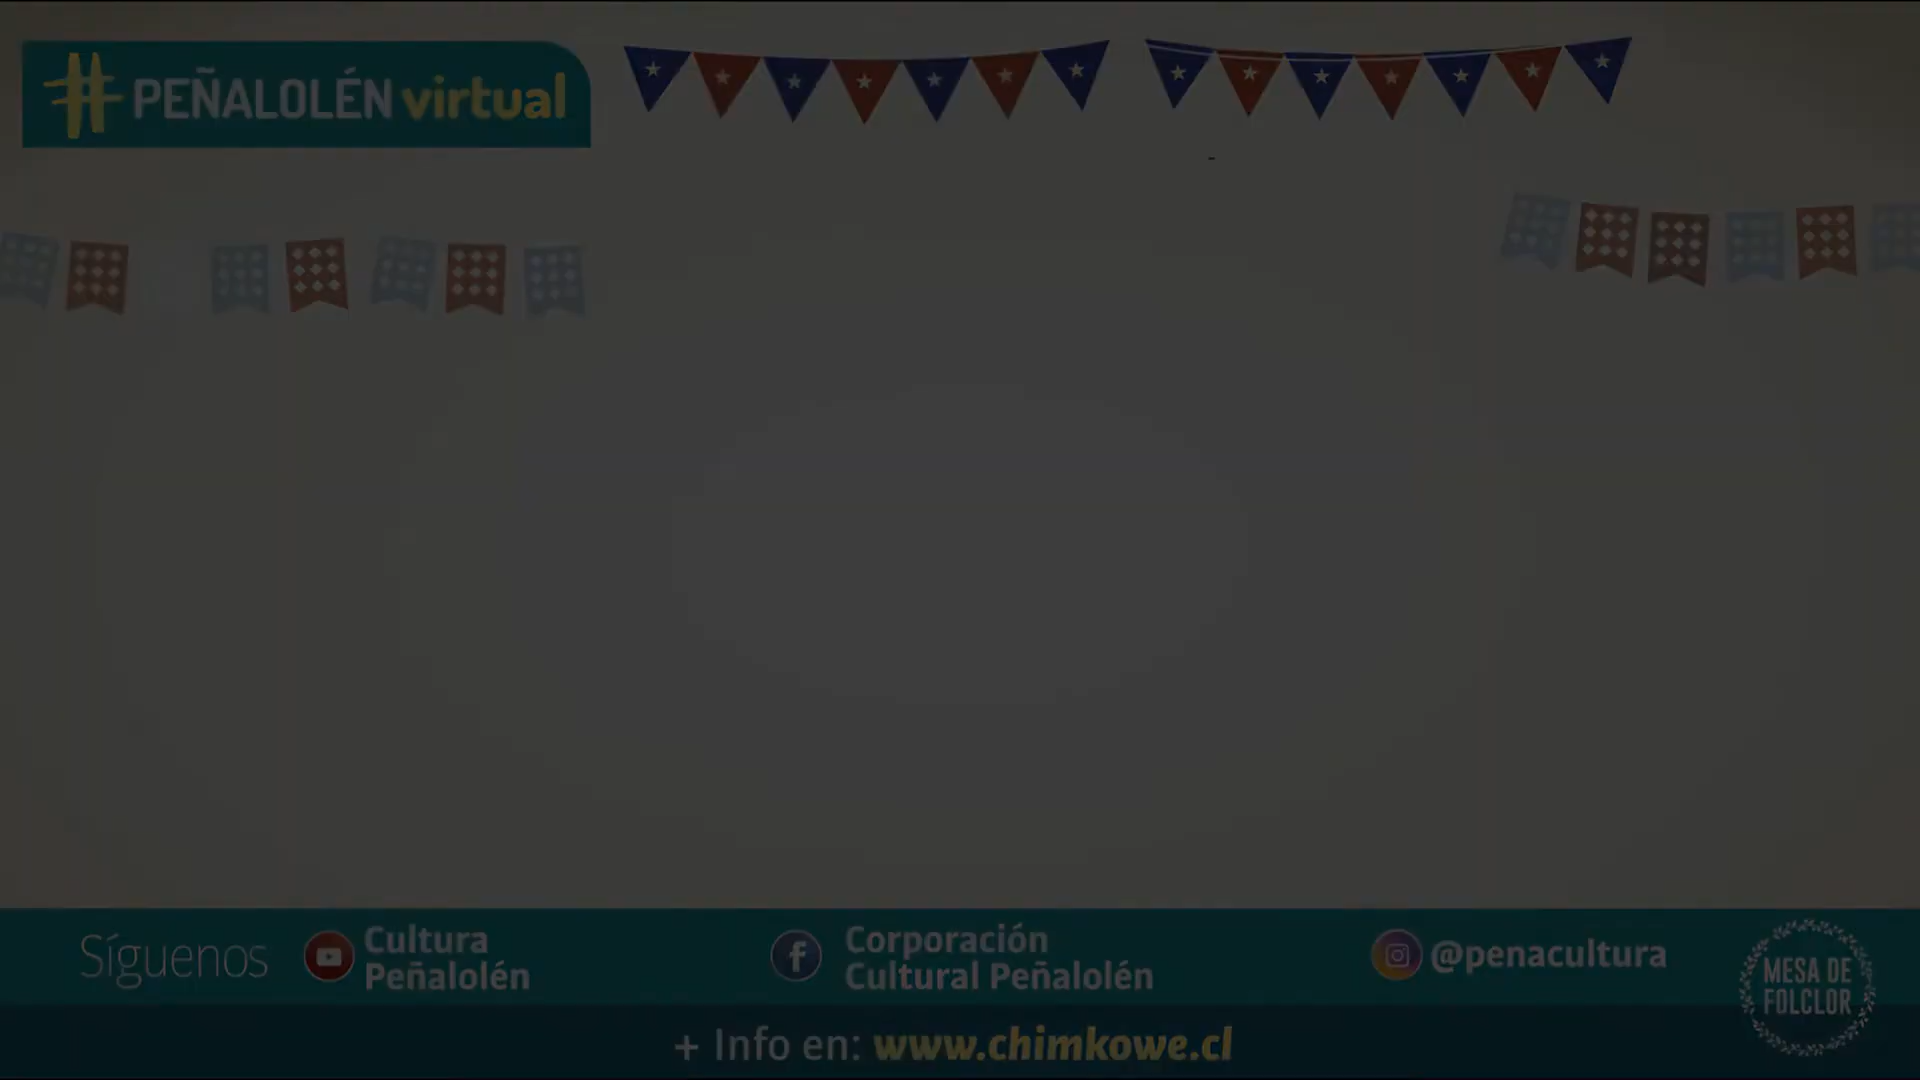 #PEÑALOLÉN virtual
Síguenos
Cultura
Peñalolén
Corporación
Cultural Peñalolén
@penacultura
MESA DE
FOLCLOR
+ Info en: www.chimkowe.cl